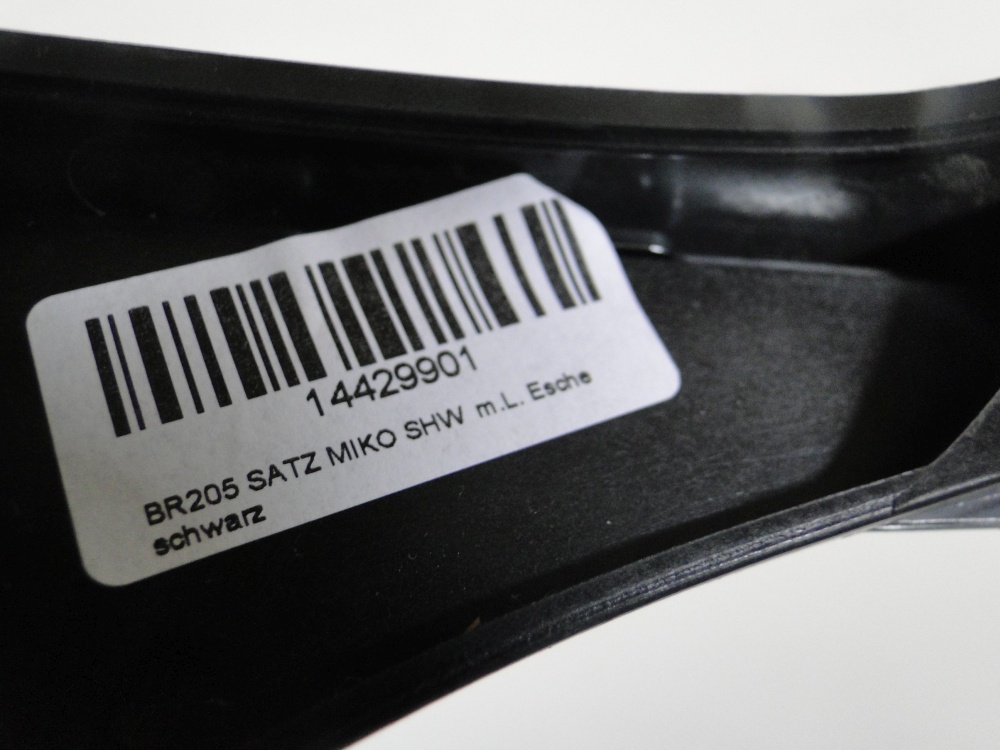 14429901
BR205 SATZ MIKO SHW m.L. Esche
schwarz